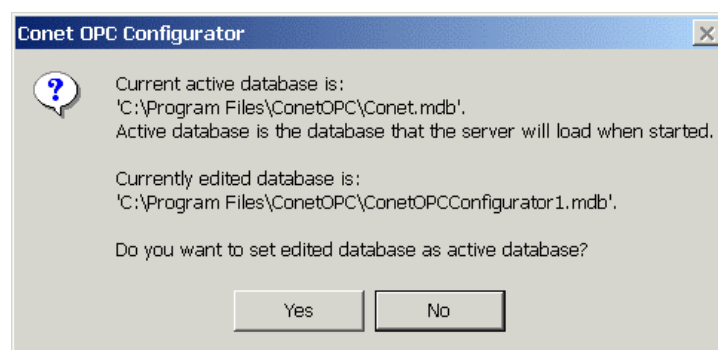 Conet OPC Configurator
Current active database is:
'C:\Program Files\ConetOPC\Conet.mdb'.
Active database is the database that the server will load when started.
Currently edited database is:
'C:\Program Files\ConetOPC\ConetOPCConfigurator1.mdb'.
Do you want to set edited database as active database?
Yes
No